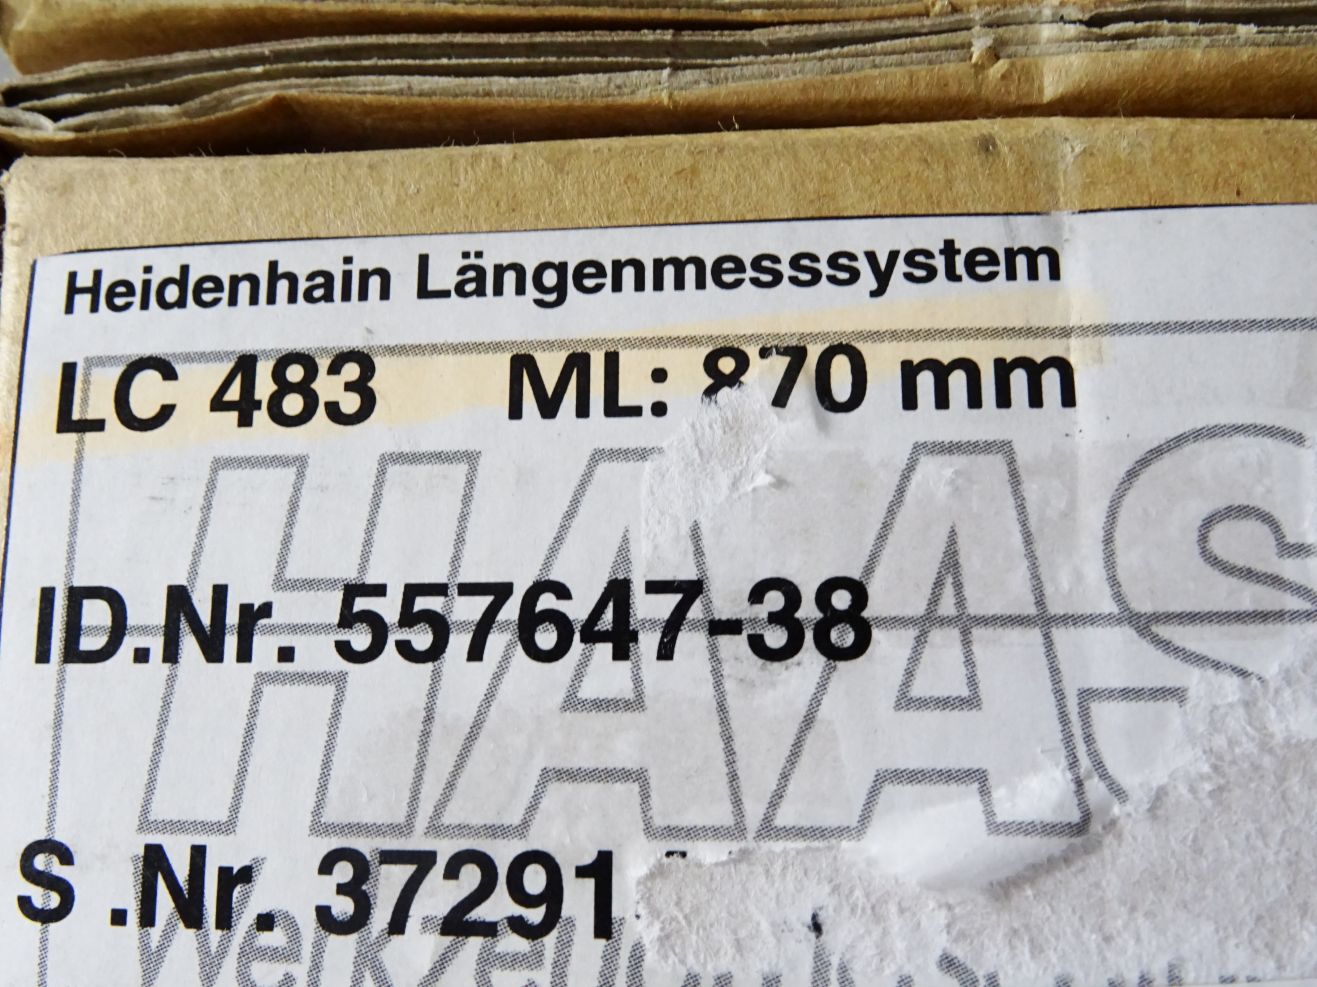 Heidenhain Längenmesssystem
LC 483 ML: 870 mm
HAAS
ID.Nr. 557647-38
S .Nr. 37291